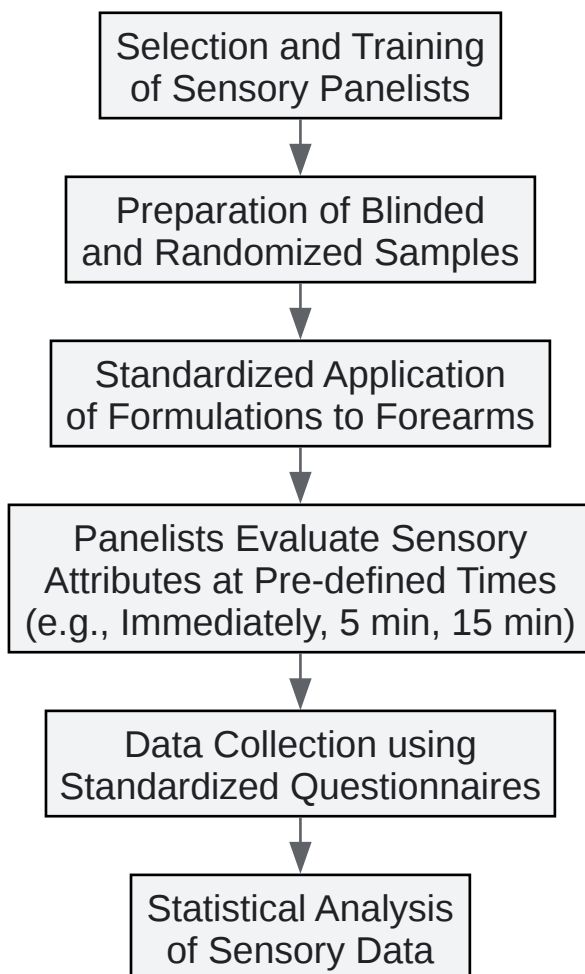 Selection and Training
of Sensory Panelists
Preparation of Blinded
and Randomized Samples
Standardized Application
of Formulations to Forearms
Panelists Evaluate Sensory
Attributes at Pre-defined Times
(e.g., Immediately, 5 min, 15 min)
Data Collection using
Standardized Questionnaires
Statistical Analysis
of Sensory Data